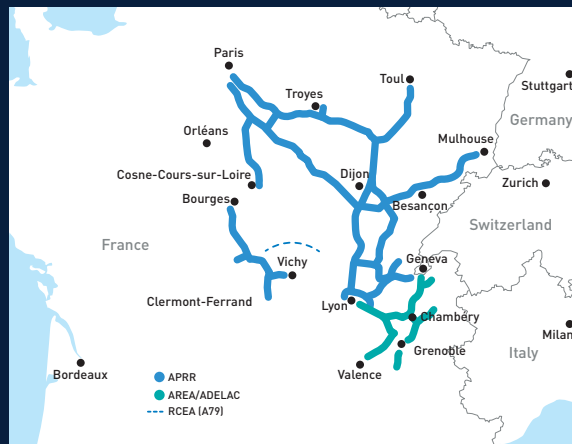 Paris
Toul
Troyes
Stuttgart
Germany
Orléans
Mulhouse
Cosne-Cours-sur-Loire
Dijon
Zurich
Bourges
Besançon
Switzerland
France
Geneva
Vichy
Clermont-Ferrand
Lyon
Chambéry
Milan
Grenoble
Italy
Valence
Bordeaux
APRR
AREA/ADELAC
RCEA (A79)